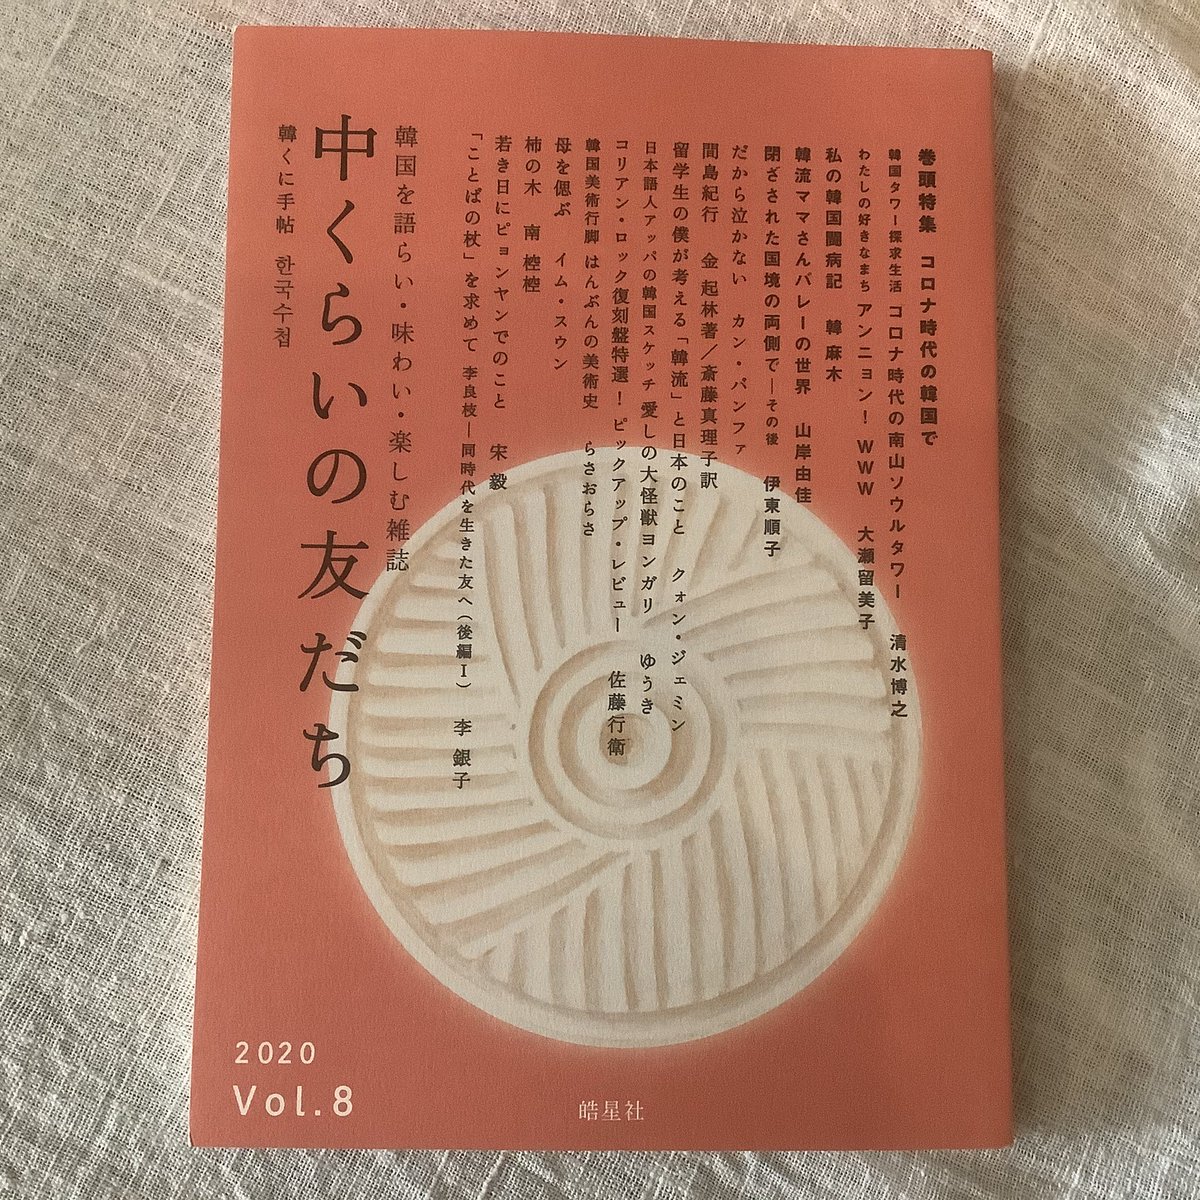 巻頭特集 コロナ時代の韓国で
韓国タワー探求生活 コロナ時代の南山ソウルタワー 清水博之
わたしの好きなまち アンニョン！WWW 大瀬留美子
私の韓国闘病記 韓 麻木
韓流ママさんバレーの世界 山岸由佳
閉ざされた国境の両側で―その後 伊東順子
だから泣かない カン・バンファ
間島紀行 金 起林著／斎藤真理子訳
留学生の僕が考える「韓流」と日本のこと クォン・ジェミン
日本語人アッパの韓国スケッチ 愛しの大怪獣ヨンガリ ゆうき
コリアン・ロック復刻盤特選！ピックアップ・レビュー 佐藤行衛
韓国美術行脚 はんぶんの美術史 らさおらさ
母を偲ぶ イム・スウン
柿の木 南 椌椌
若き日にピョンヤンでのこと 宋 毅
「ことばの杖」を求めて 李良枝―同時代を生きた友へ（後編Ⅰ） 李 銀子
韓国を語らい・味わい・楽しむ雑誌
中くらいの友だち
韓くに手帖 한국수첩
2020
Vol.8
皓星社